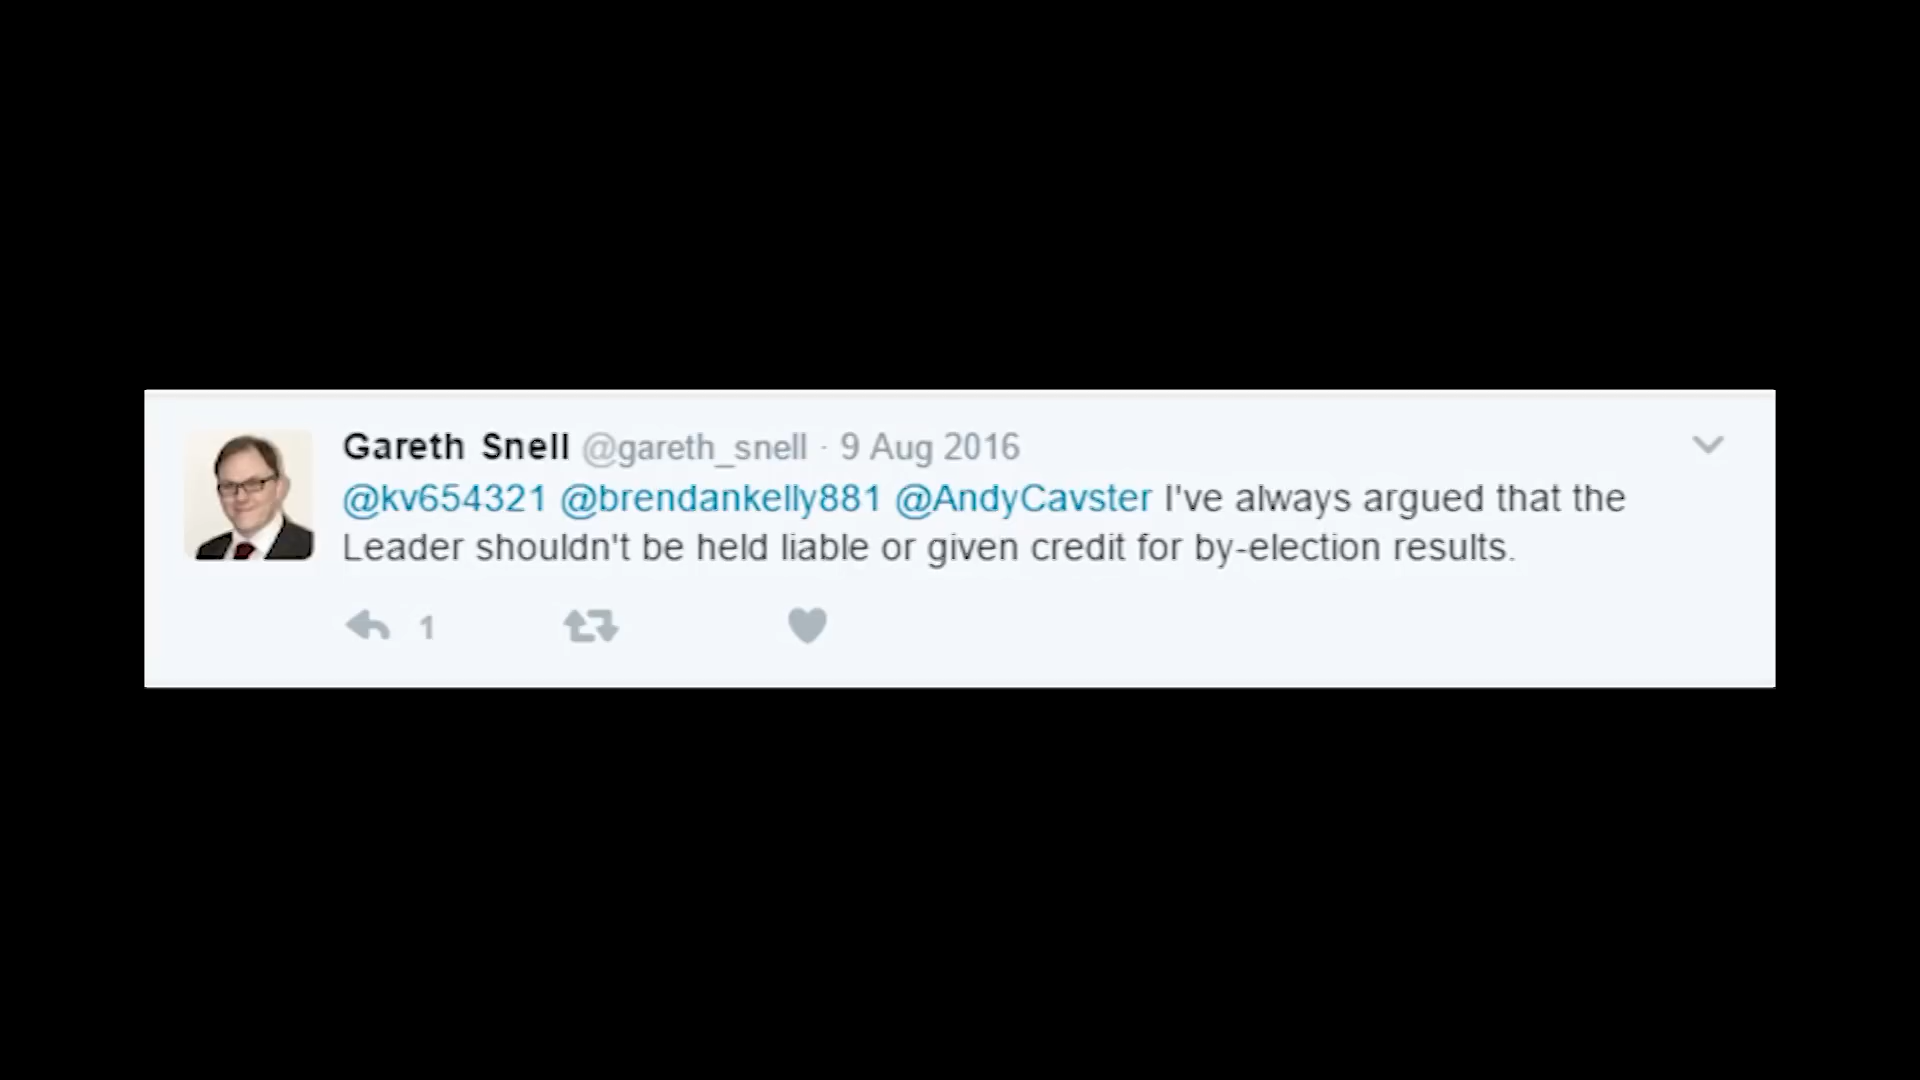 Gareth Snell @gareth_snell · 9 Aug 2016
@kv654321 @brendankelly881 @AndyCavster I've always argued that the
Leader shouldn't be held liable or given credit for by-election results.
1